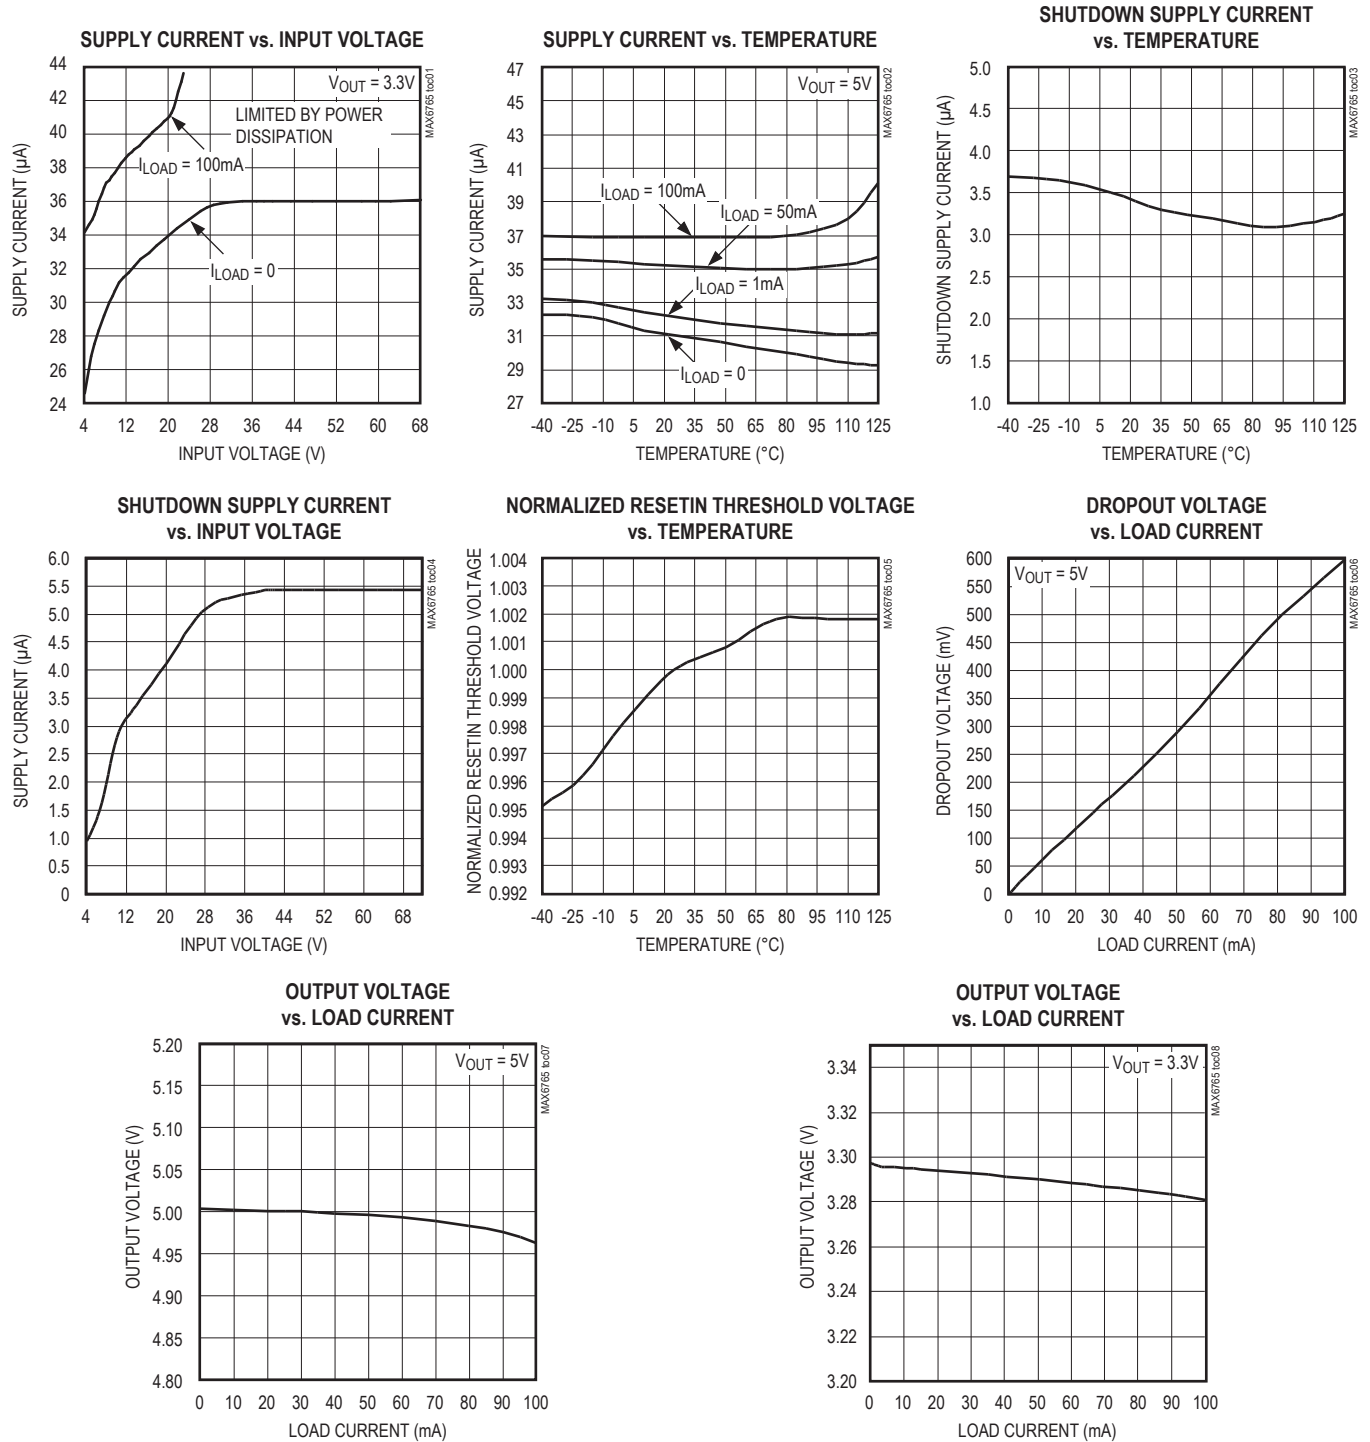 SUPPLY CURRENT vs. INPUT VOLTAGE
MAX6765 toc01
SUPPLY CURRENT (µA)
44
42
40
38
36
34
32
30
28
26
24
VOUT = 3.3V
LIMITED BY POWER
DISSIPATION
ILOAD = 100mA
ILOAD = 0
4 12 20 28 36 44 52 60 68
INPUT VOLTAGE (V)
SUPPLY CURRENT vs. TEMPERATURE
MAX6765 toc02
SUPPLY CURRENT (µA)
47
45
43
41
39
37
35
33
31
29
27
VOUT = 5V
ILOAD = 100mA
ILOAD = 50mA
ILOAD = 1mA
ILOAD = 0
-40 -25 -10 5 20 35 50 65 80 95 110 125
TEMPERATURE (°C)
SHUTDOWN SUPPLY CURRENT
vs. TEMPERATURE
MAX6765 toc03
SHUTDOWN SUPPLY CURRENT (µA)
5.0
4.5
4.0
3.5
3.0
2.5
2.0
1.5
1.0
-40 -25 -10 5 20 35 50 65 80 95 110 125
TEMPERATURE (°C)
SHUTDOWN SUPPLY CURRENT
vs. INPUT VOLTAGE
MAX6765 toc04
SUPPLY CURRENT (µA)
6.0
5.5
5.0
4.5
4.0
3.5
3.0
2.5
2.0
1.5
1.0
0.5
0
4 12 20 28 36 44 52 60 68
INPUT VOLTAGE (V)
NORMALIZED RESETIN THRESHOLD VOLTAGE
vs. TEMPERATURE
MAX6765 toc05
NORMALIZED RESETIN THRESHOLD VOLTAGE
1.004
1.003
1.002
1.001
1.000
0.999
0.998
0.997
0.996
0.995
0.994
0.993
0.992
-40 -25 -10 5 20 35 50 65 80 95 110 125
TEMPERATURE (°C)
DROPOUT VOLTAGE
vs. LOAD CURRENT
MAX6765 toc06
DROPOUT VOLTAGE (mV)
600
550
500
450
400
350
300
250
200
150
100
50
0
VOUT = 5V
0 10 20 30 40 50 60 70 80 90 100
LOAD CURRENT (mA)
OUTPUT VOLTAGE
vs. LOAD CURRENT
MAX6765 toc07
OUTPUT VOLTAGE (V)
5.20
5.15
5.10
5.05
5.00
4.95
4.90
4.85
4.80
VOUT = 5V
0 10 20 30 40 50 60 70 80 90 100
LOAD CURRENT (mA)
OUTPUT VOLTAGE
vs. LOAD CURRENT
MAX6765 toc08
OUTPUT VOLTAGE (V)
3.34
3.32
3.30
3.28
3.26
3.24
3.22
3.20
VOUT = 3.3V
0 10 20 30 40 50 60 70 80 90 100
LOAD CURRENT (mA)